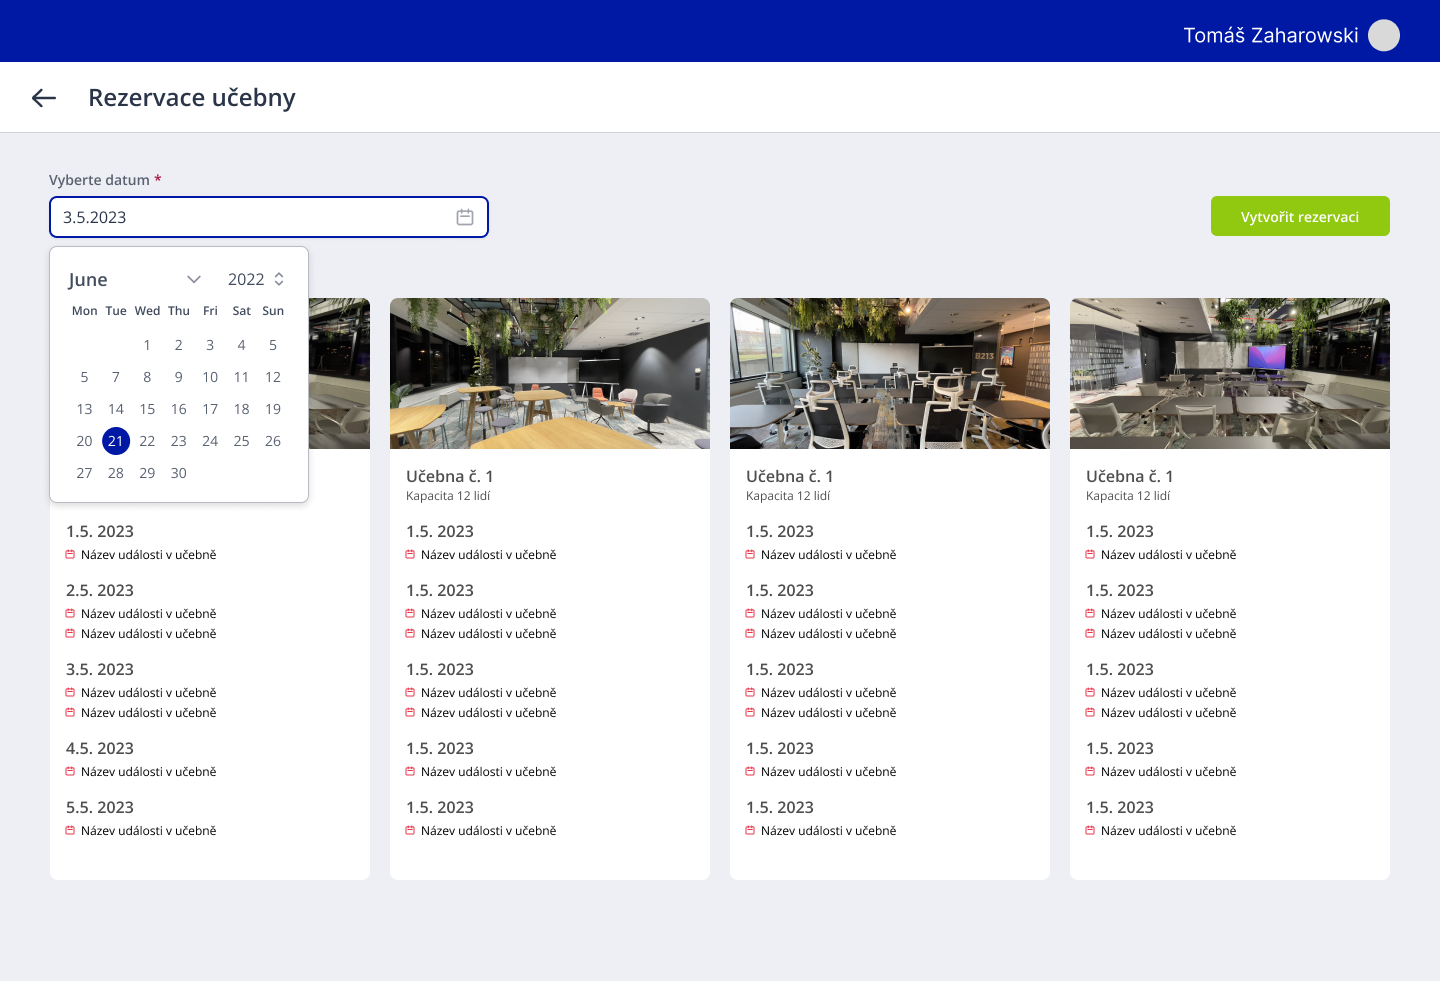 Tomáš Zaharowski
Rezervace učebny
Vyberte datum *
3.5.2023
Vytvořit rezervaci
June 2022
Mon Tue Wed Thu Fri Sat Sun
1 2 3 4 5
5 7 8 9 10 11 12
13 14 15 16 17 18 19
20 21 22 23 24 25 26
27 28 29 30
1.5. 2023
Název události v učebně
2.5. 2023
Název události v učebně
Název události v učebně
3.5. 2023
Název události v učebně
Název události v učebně
4.5. 2023
Název události v učebně
5.5. 2023
Název události v učebně
Učebna č. 1
Kapacita 12 lidí
1.5. 2023
Název události v učebně
1.5. 2023
Název události v učebně
Název události v učebně
1.5. 2023
Název události v učebně
Název události v učebně
1.5. 2023
Název události v učebně
1.5. 2023
Název události v učebně
B213
Učebna č. 1
Kapacita 12 lidí
1.5. 2023
Název události v učebně
1.5. 2023
Název události v učebně
Název události v učebně
1.5. 2023
Název události v učebně
Název události v učebně
1.5. 2023
Název události v učebně
1.5. 2023
Název události v učebně
Učebna č. 1
Kapacita 12 lidí
1.5. 2023
Název události v učebně
1.5. 2023
Název události v učebně
Název události v učebně
1.5. 2023
Název události v učebně
Název události v učebně
1.5. 2023
Název události v učebně
1.5. 2023
Název události v učebně